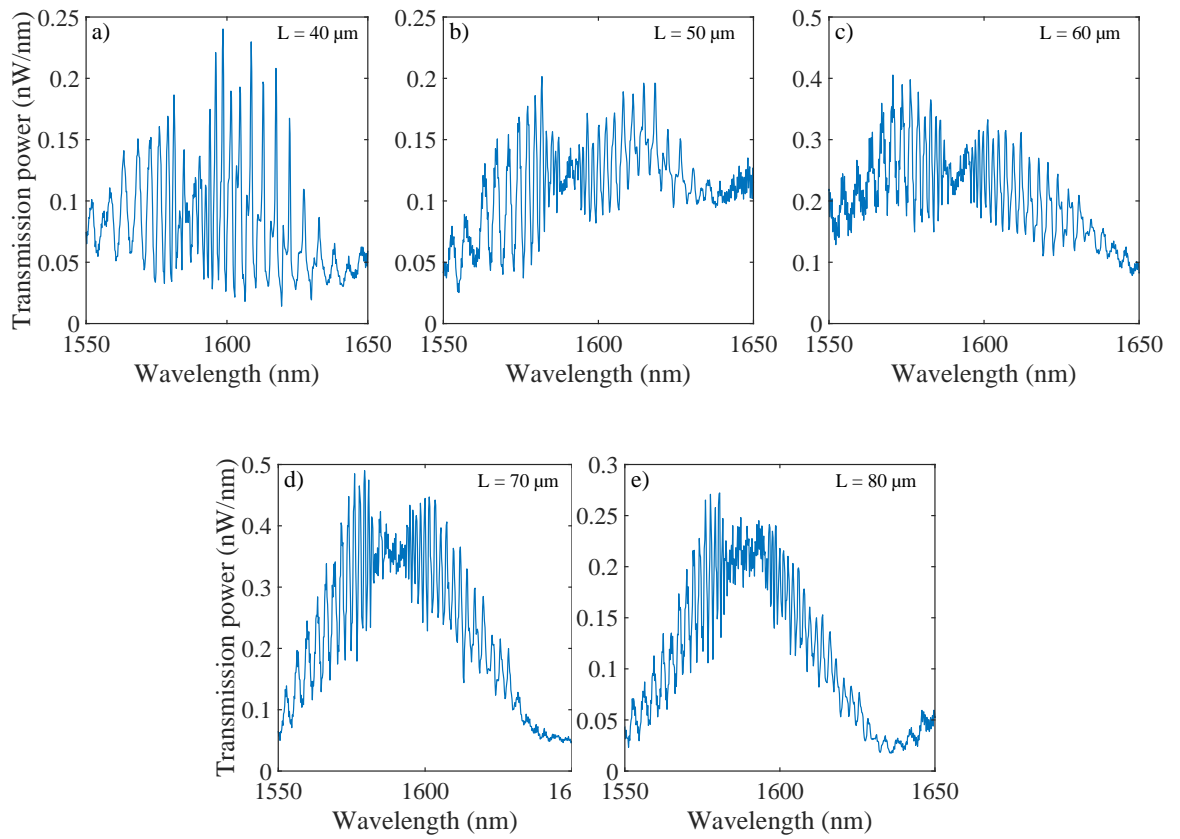 a)
L = 40 μm
Transmission power (nW/nm)
0.25
0.2
0.15
0.1
0.05
0
1550
1600
1650
Wavelength (nm)
b)
L = 50 μm
0.25
0.2
0.15
0.1
0.05
0
1550
1600
1650
Wavelength (nm)
c)
L = 60 μm
0.5
0.4
0.3
0.2
0.1
0
1550
1600
1650
Wavelength (nm)
d)
L = 70 μm
Transmission power (nW/nm)
0.5
0.4
0.3
0.2
0.1
0
1550
1600
16
Wavelength (nm)
e)
L = 80 μm
0.3
0.25
0.2
0.15
0.1
0.05
0
1550
1600
1650
Wavelength (nm)